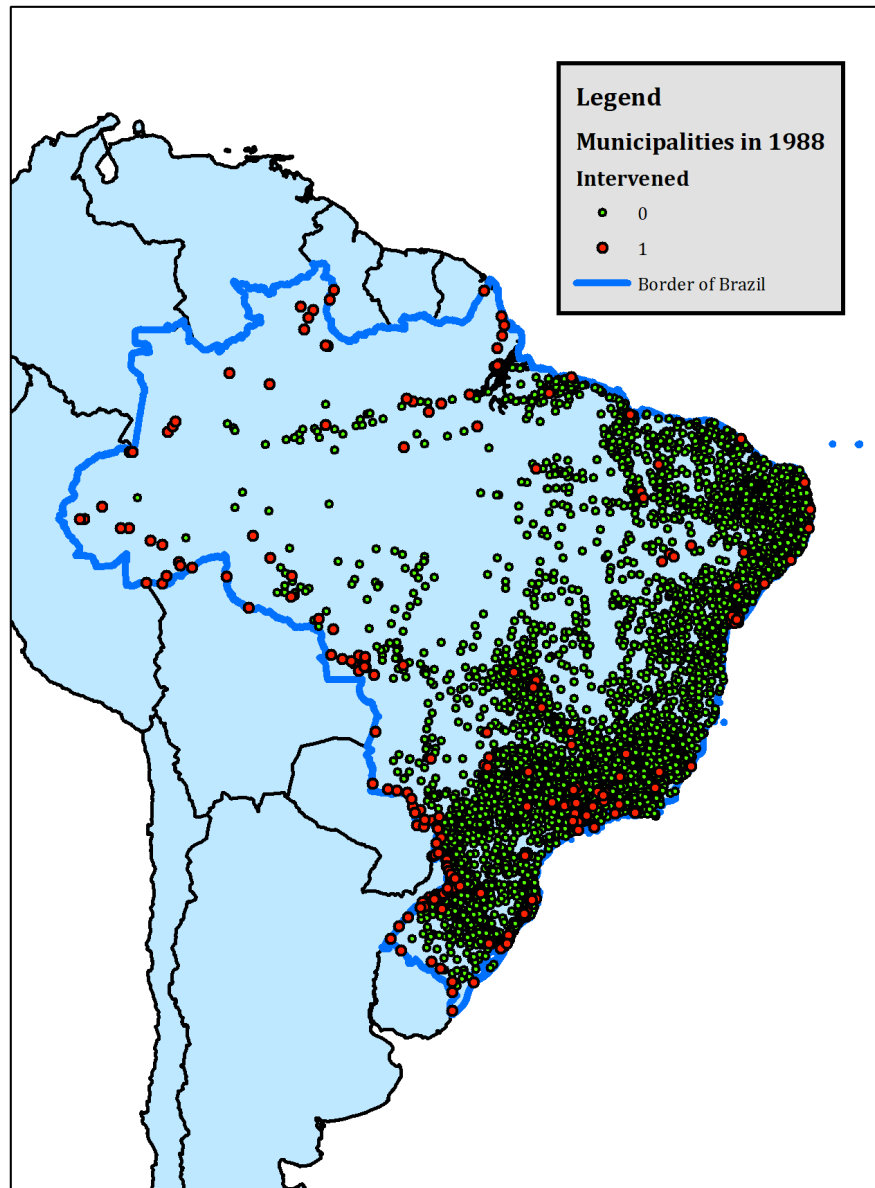 Legend
Municipalities in 1988
Intervened
0
1
Border of Brazil